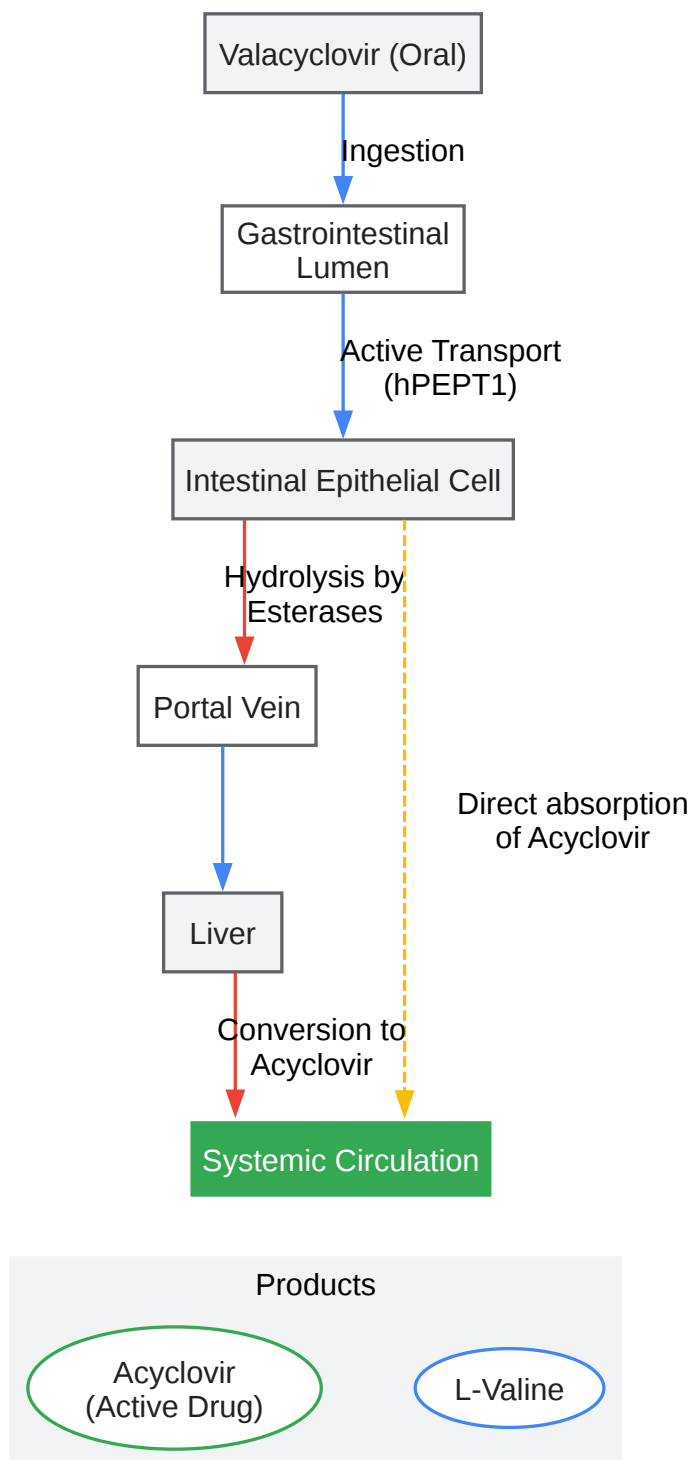 Valacyclovir (Oral)
Ingestion
Gastrointestinal
Lumen
Active Transport
(hPEPT1)
Intestinal Epithelial Cell
Hydrolysis by
Esterases
Portal Vein
Direct absorption
of Acyclovir
Liver
Conversion to
Acyclovir
Systemic Circulation
Products
Acyclovir
(Active Drug)
L-Valine